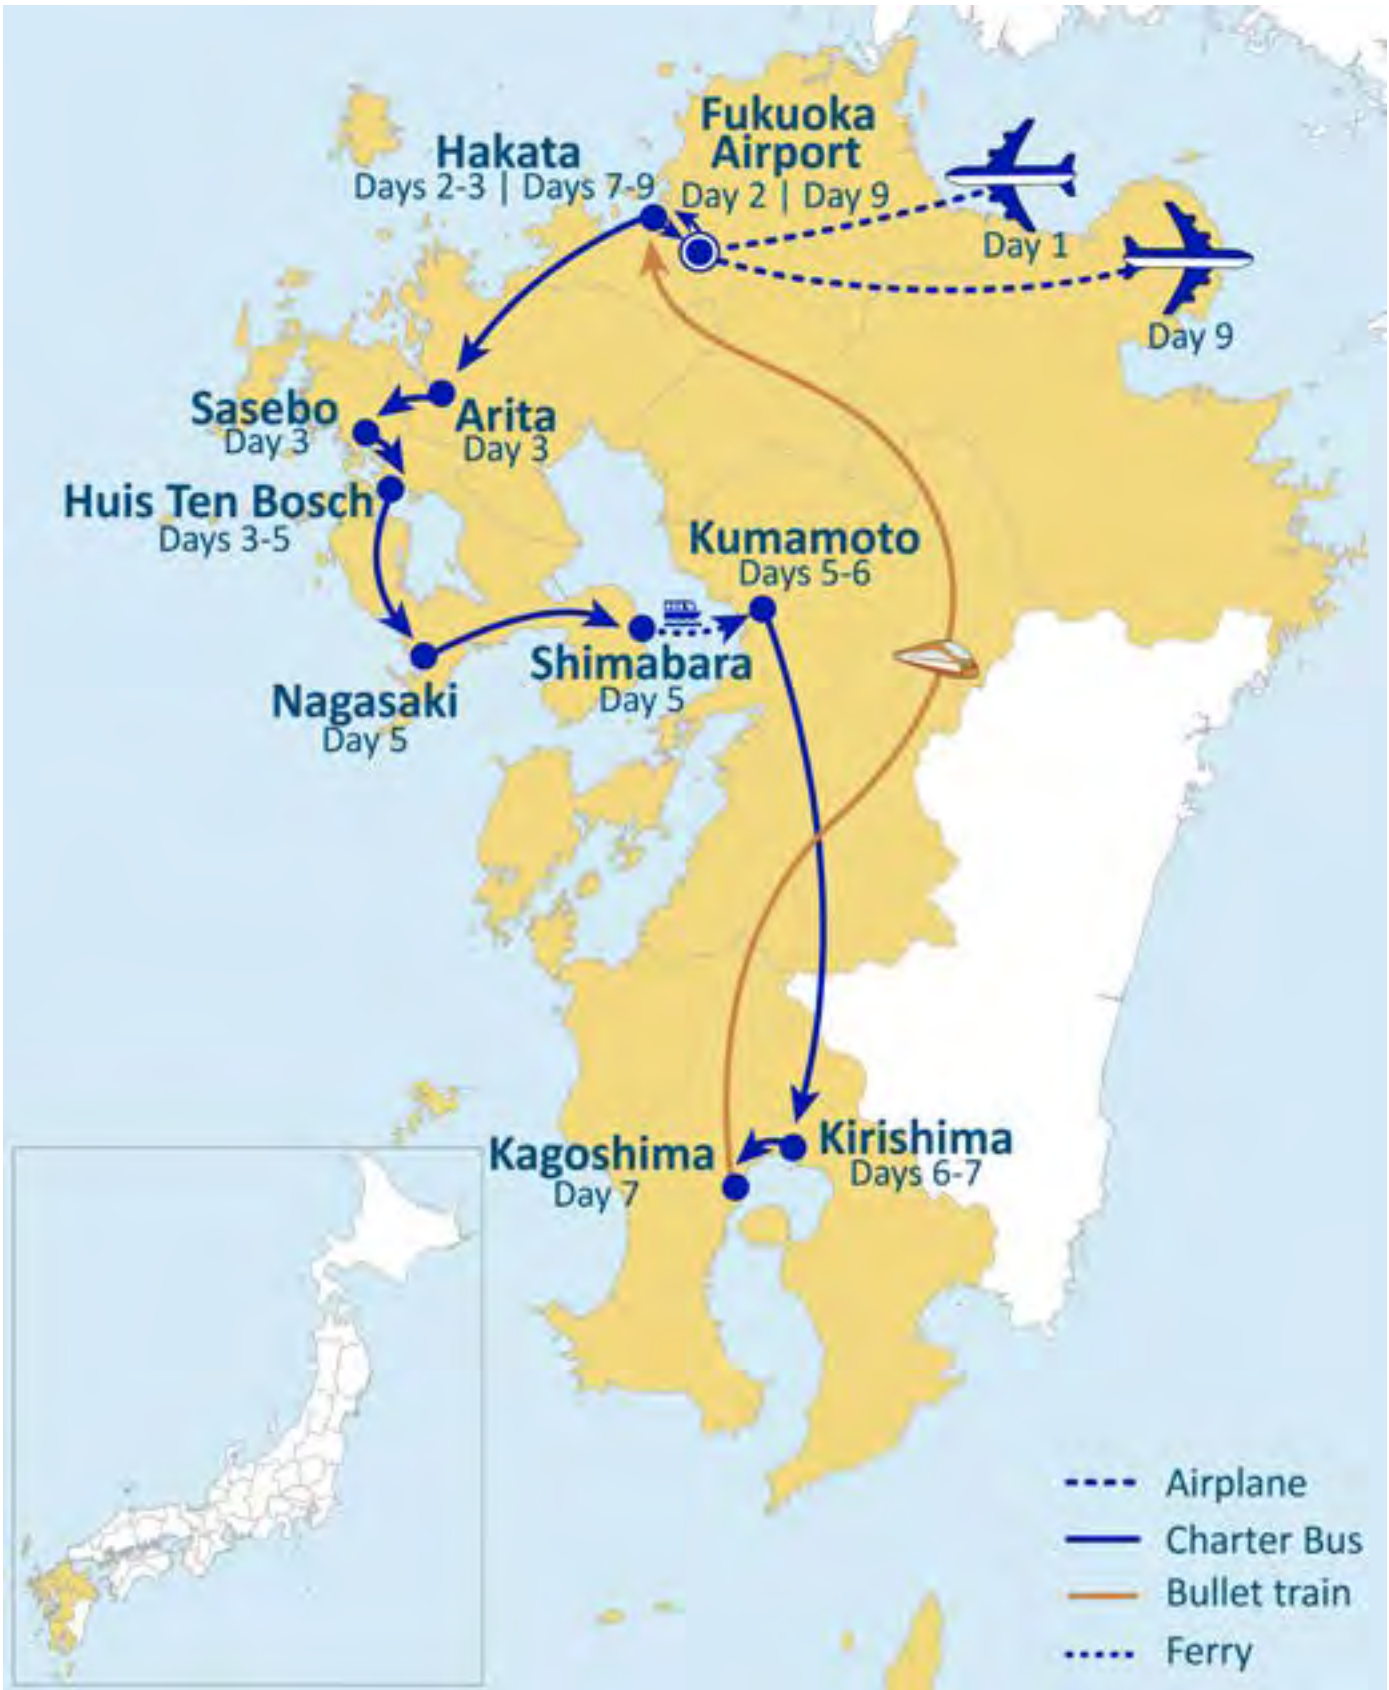 Fukuoka
Airport
Day 2 | Day 9
Hakata
Days 2-3 | Days 7-9
Day 1
Day 9
Sasebo
Day 3
Arita
Day 3
Huis Ten Bosch
Days 3-5
Kumamoto
Days 5-6
Shimabara
Day 5
Nagasaki
Day 5
Kagoshima
Day 7
Kirishima
Days 6-7
Airplane
Charter Bus
Bullet train
Ferry